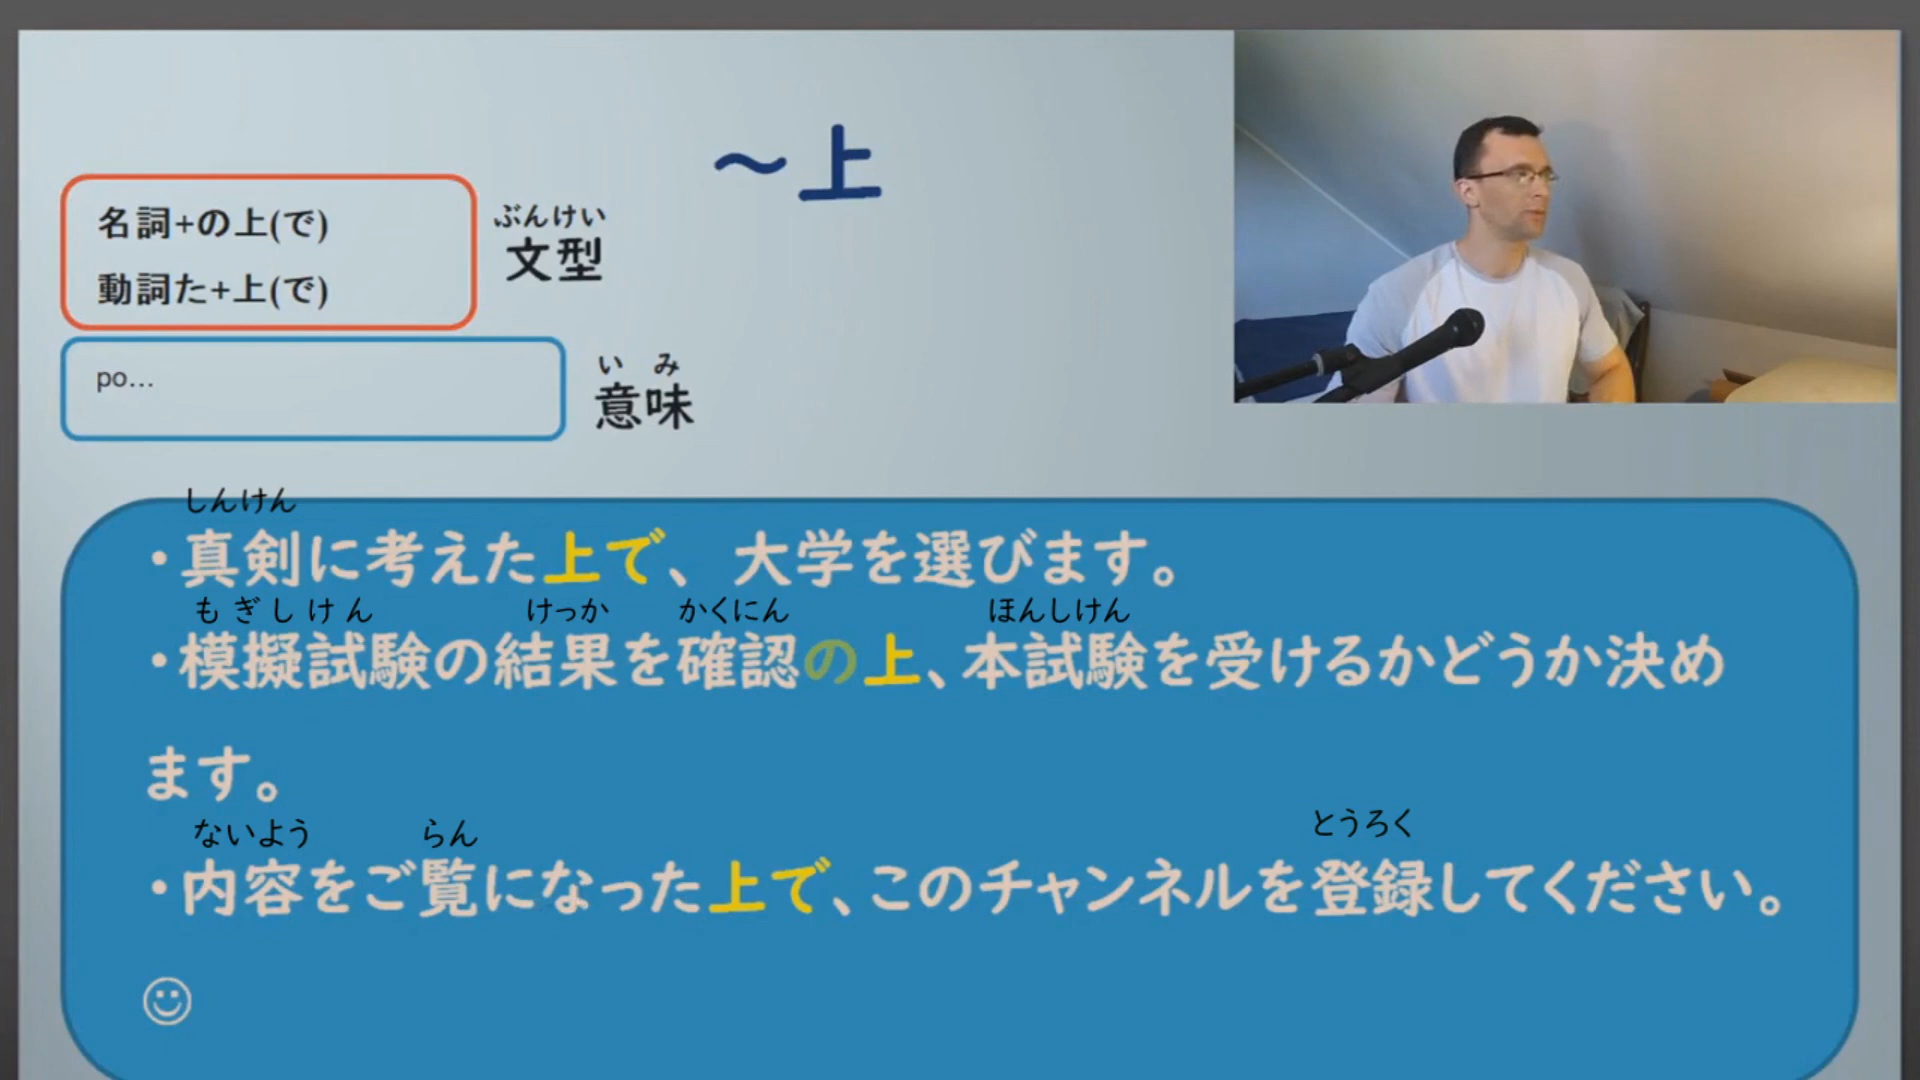 ～上
名詞+の上(で)
動詞た+上(で)
ぶんけい
文型
po...
い み
意味
しんけん
・真剣に考えた上で、大学を選びます。
もぎしけん けっか かくにん ほんしけん
・模擬試験の結果を確認の上、本試験を受けるかどうか決め
ます。
ないよう らん とうろく
・内容をご覧になった上で、このチャンネルを登録してください。